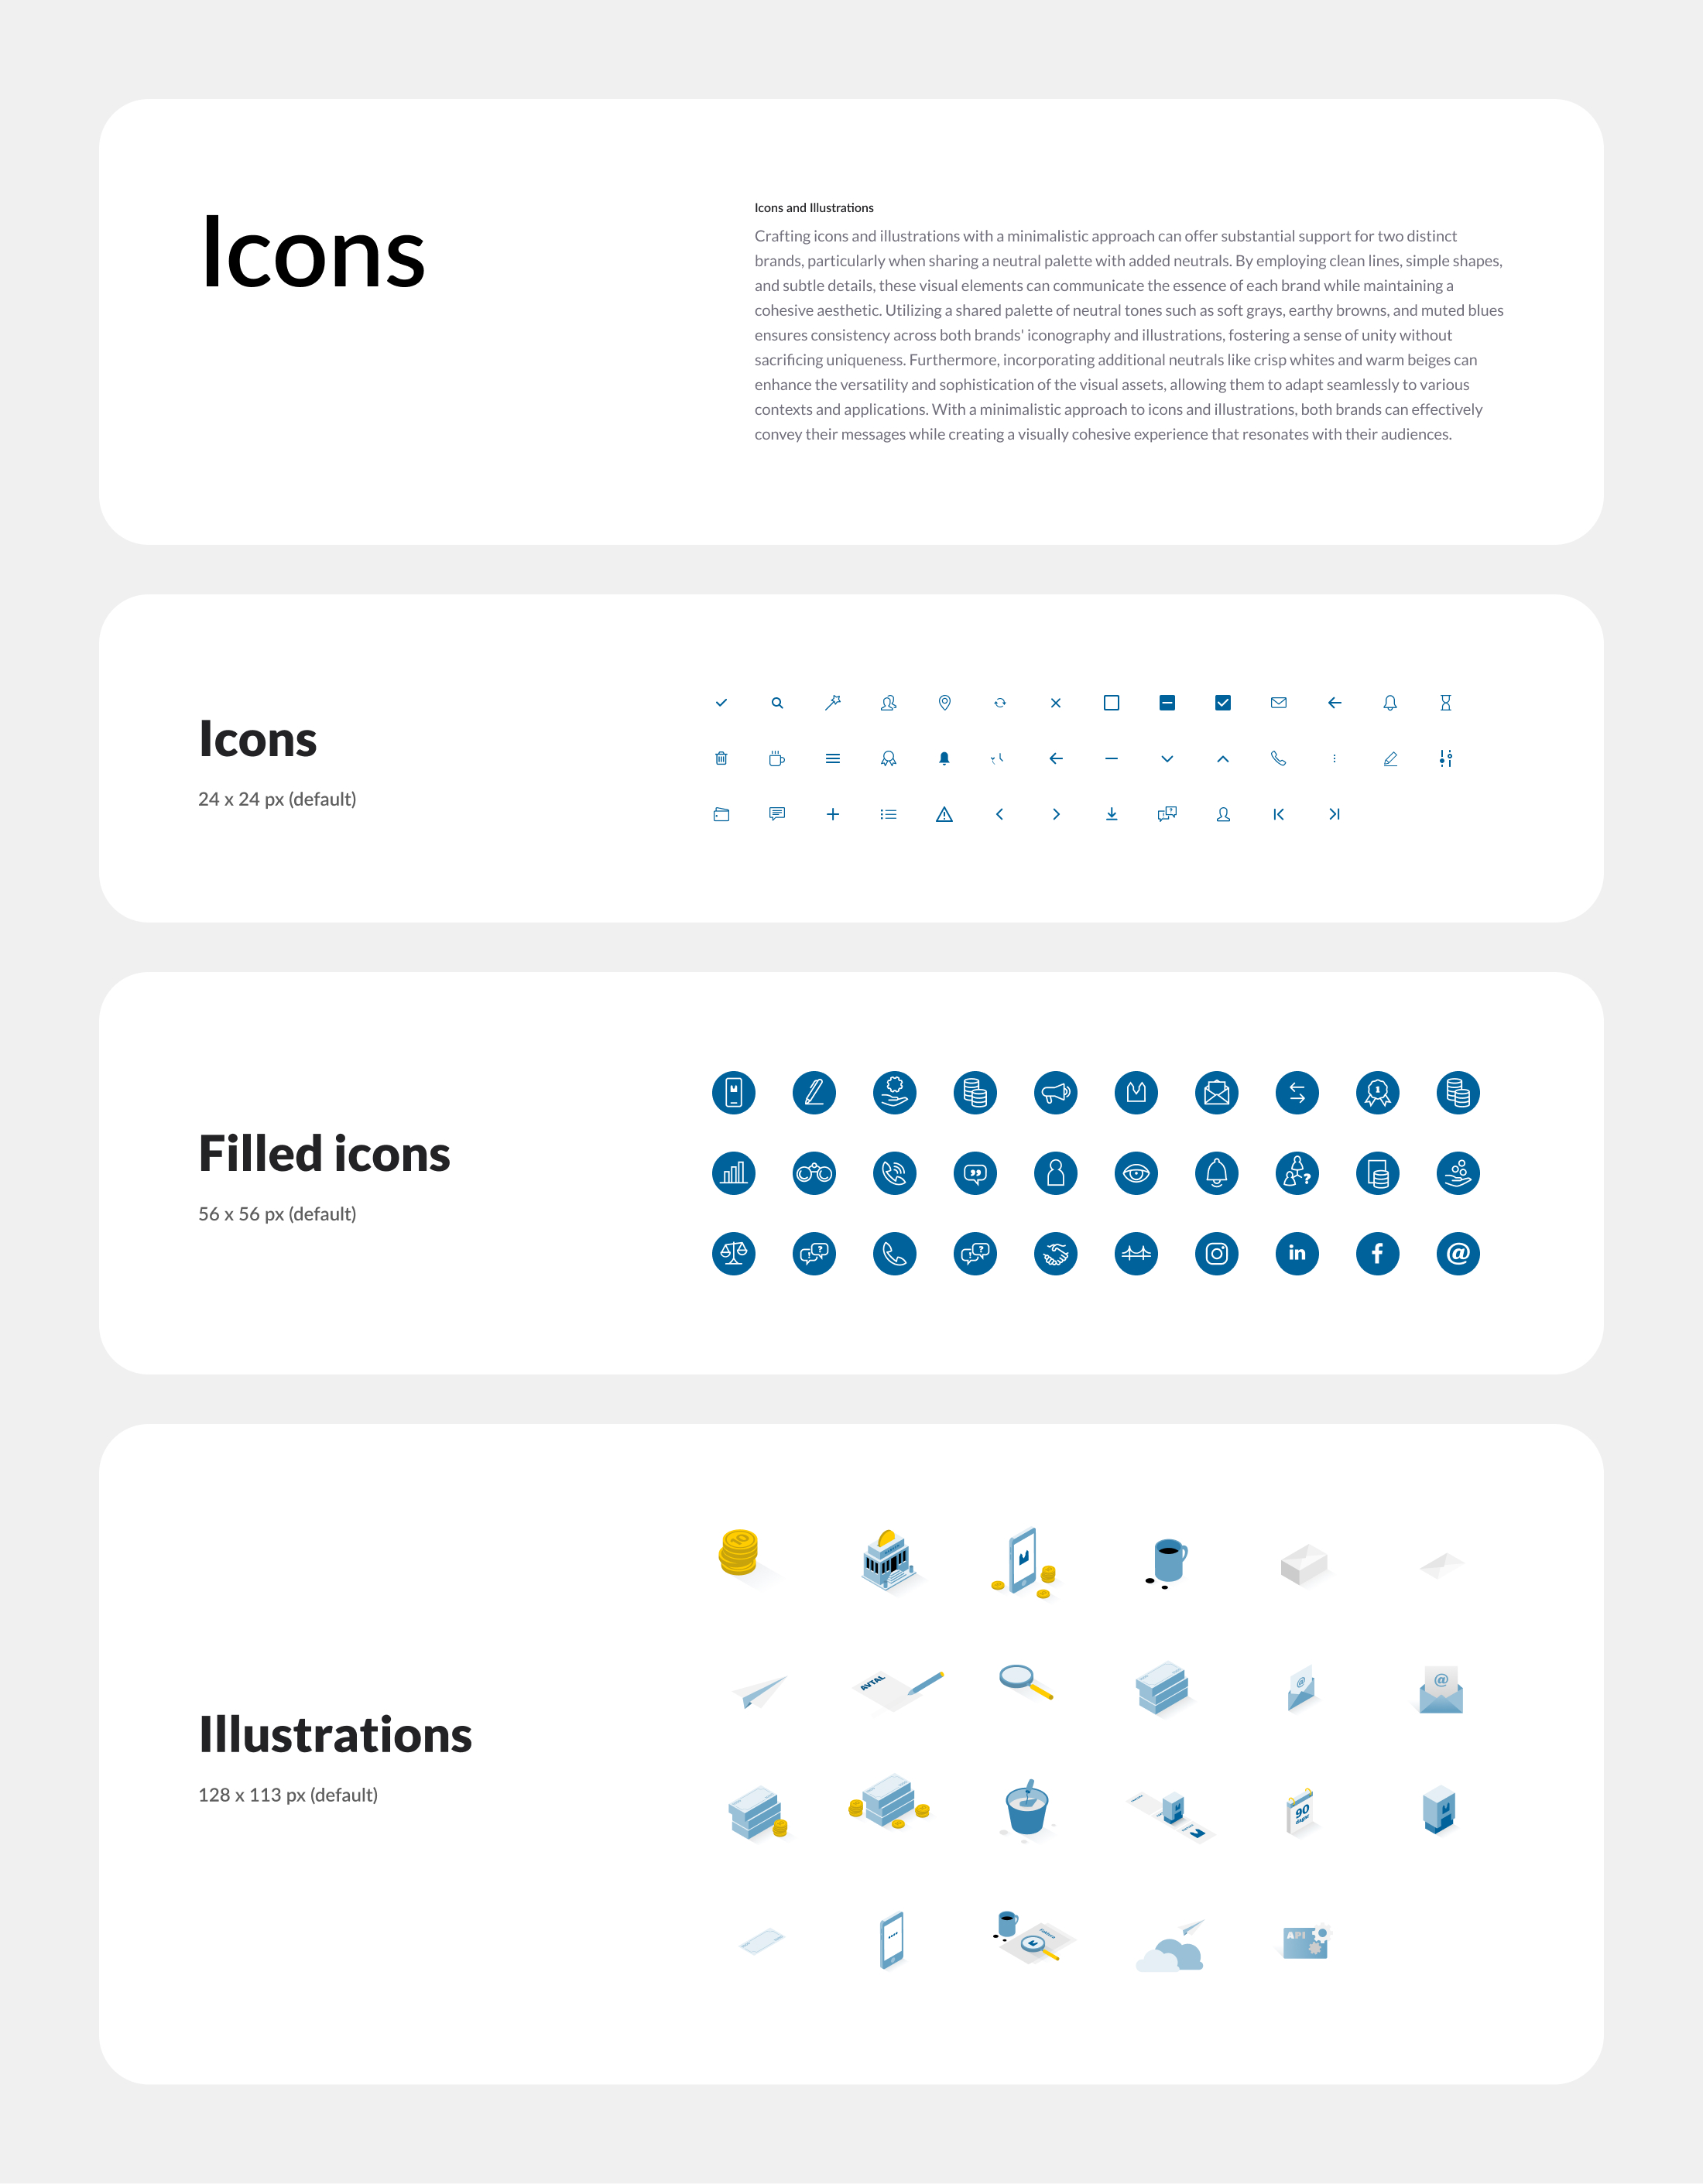 Icons
Icons and Illustrations
Crafting icons and illustrations with a minimalistic approach can offer substantial support for two distinct
brands, particularly when sharing a neutral palette with added neutrals. By employing clean lines, simple shapes,
and subtle details, these visual elements can communicate the essence of each brand while maintaining a
cohesive aesthetic. Utilizing a shared palette of neutral tones such as soft grays, earthy browns, and muted blues
ensures consistency across both brands' iconography and illustrations, fostering a sense of unity without
sacrificing uniqueness. Furthermore, incorporating additional neutrals like crisp whites and warm beiges can
enhance the versatility and sophistication of the visual assets, allowing them to adapt seamlessly to various
contexts and applications. With a minimalistic approach to icons and illustrations, both brands can effectively
convey their messages while creating a visually cohesive experience that resonates with their audiences.
Icons
24 x 24 px (default)
Filled icons
56 x 56 px (default)
1
?
! ?
! ?
in
f
@
Illustrations
128 x 113 px (default)
10
AVTAL
@
@
90
dagar
API